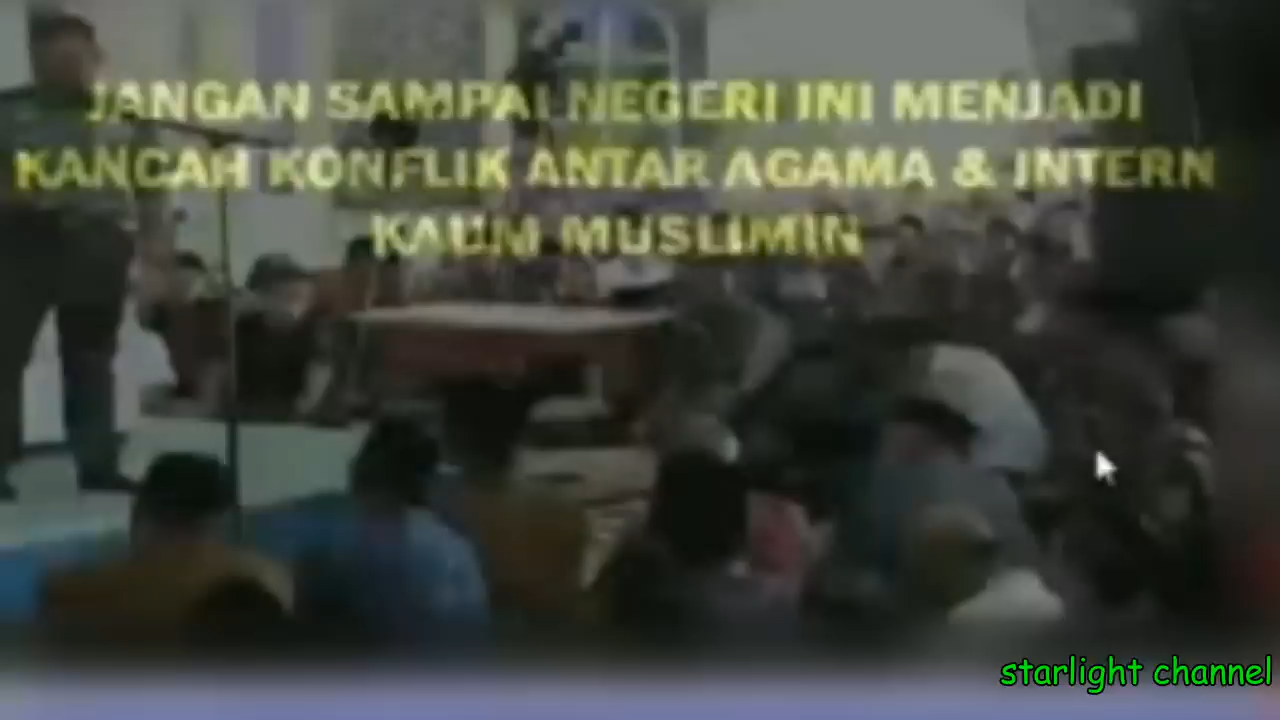 JANGAN SAMPAI NEGERI INI MENJADI
KANCAH KONFLIK ANTAR AGAMA & INTERN
KAUM MUSLIMIN
starlight channel